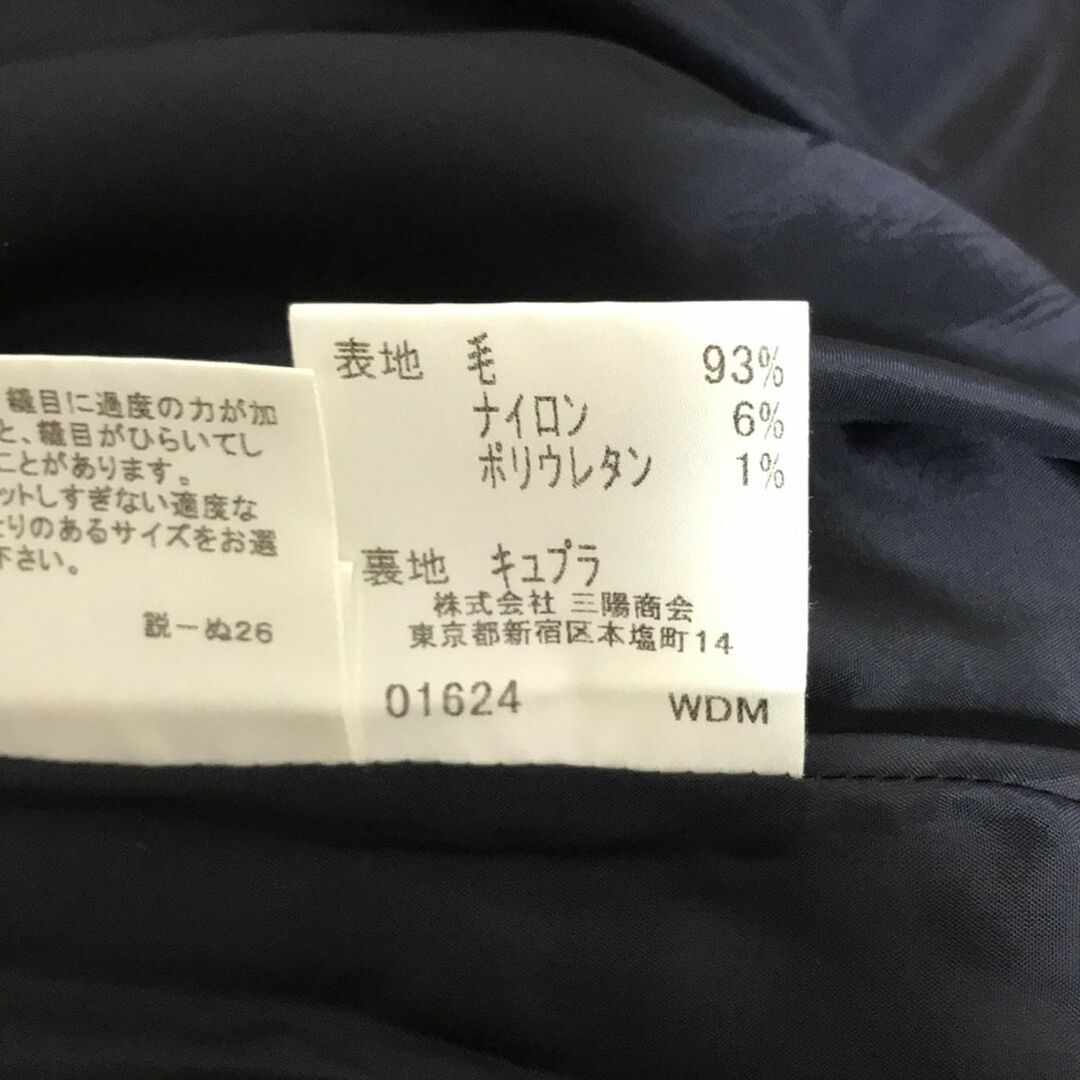 縫目に過度の力が加
と、縫目がひらいてし
ことがあります。
ットしすぎない適度な
とりのあるサイズをお選
下さい。
説ーぬ26
表地 毛 93%
ナイロン 6%
ポリウレタン 1%
裏地 キュプラ
株式会社 三陽商会
東京都新宿区本塩町14
01624 WDM